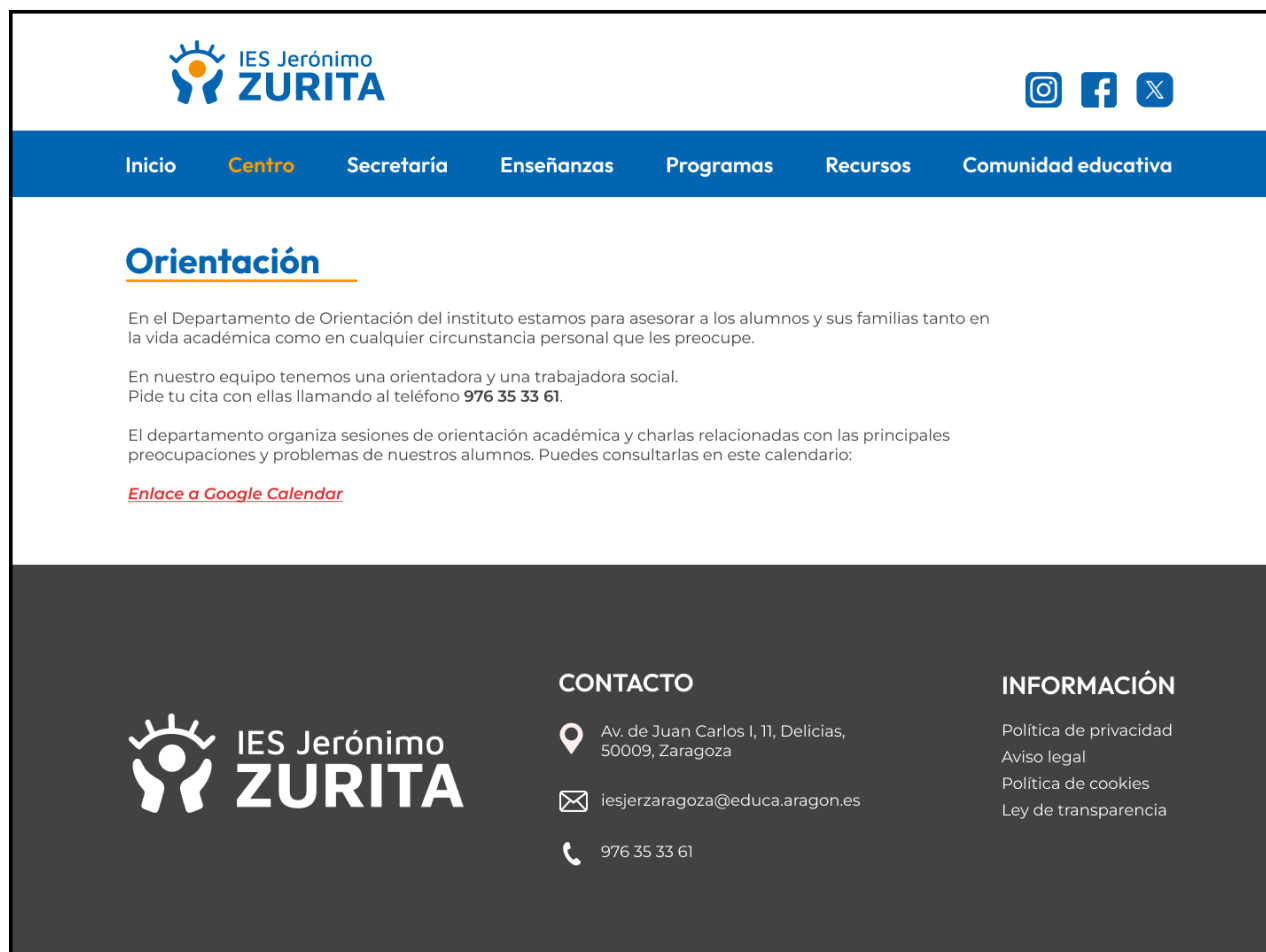 IES Jerónimo
ZURITA
Inicio Centro Secretaría Enseñanzas Programas Recursos Comunidad educativa
Orientación
En el Departamento de Orientación del instituto estamos para asesorar a los alumnos y sus familias tanto en
la vida académica como en cualquier circunstancia personal que les preocupe.
En nuestro equipo tenemos una orientadora y una trabajadora social.
Pide tu cita con ellas llamando al teléfono 976 35 33 61.
El departamento organiza sesiones de orientación académica y charlas relacionadas con las principales
preocupaciones y problemas de nuestros alumnos. Puedes consultarlas en este calendario:
Enlace a Google Calendar
IES Jerónimo
ZURITA
CONTACTO
Av. de Juan Carlos I, 11, Delicias,
50009, Zaragoza
iesjerzaragoza@educa.aragon.es
976 35 33 61
INFORMACIÓN
Política de privacidad
Aviso legal
Política de cookies
Ley de transparencia